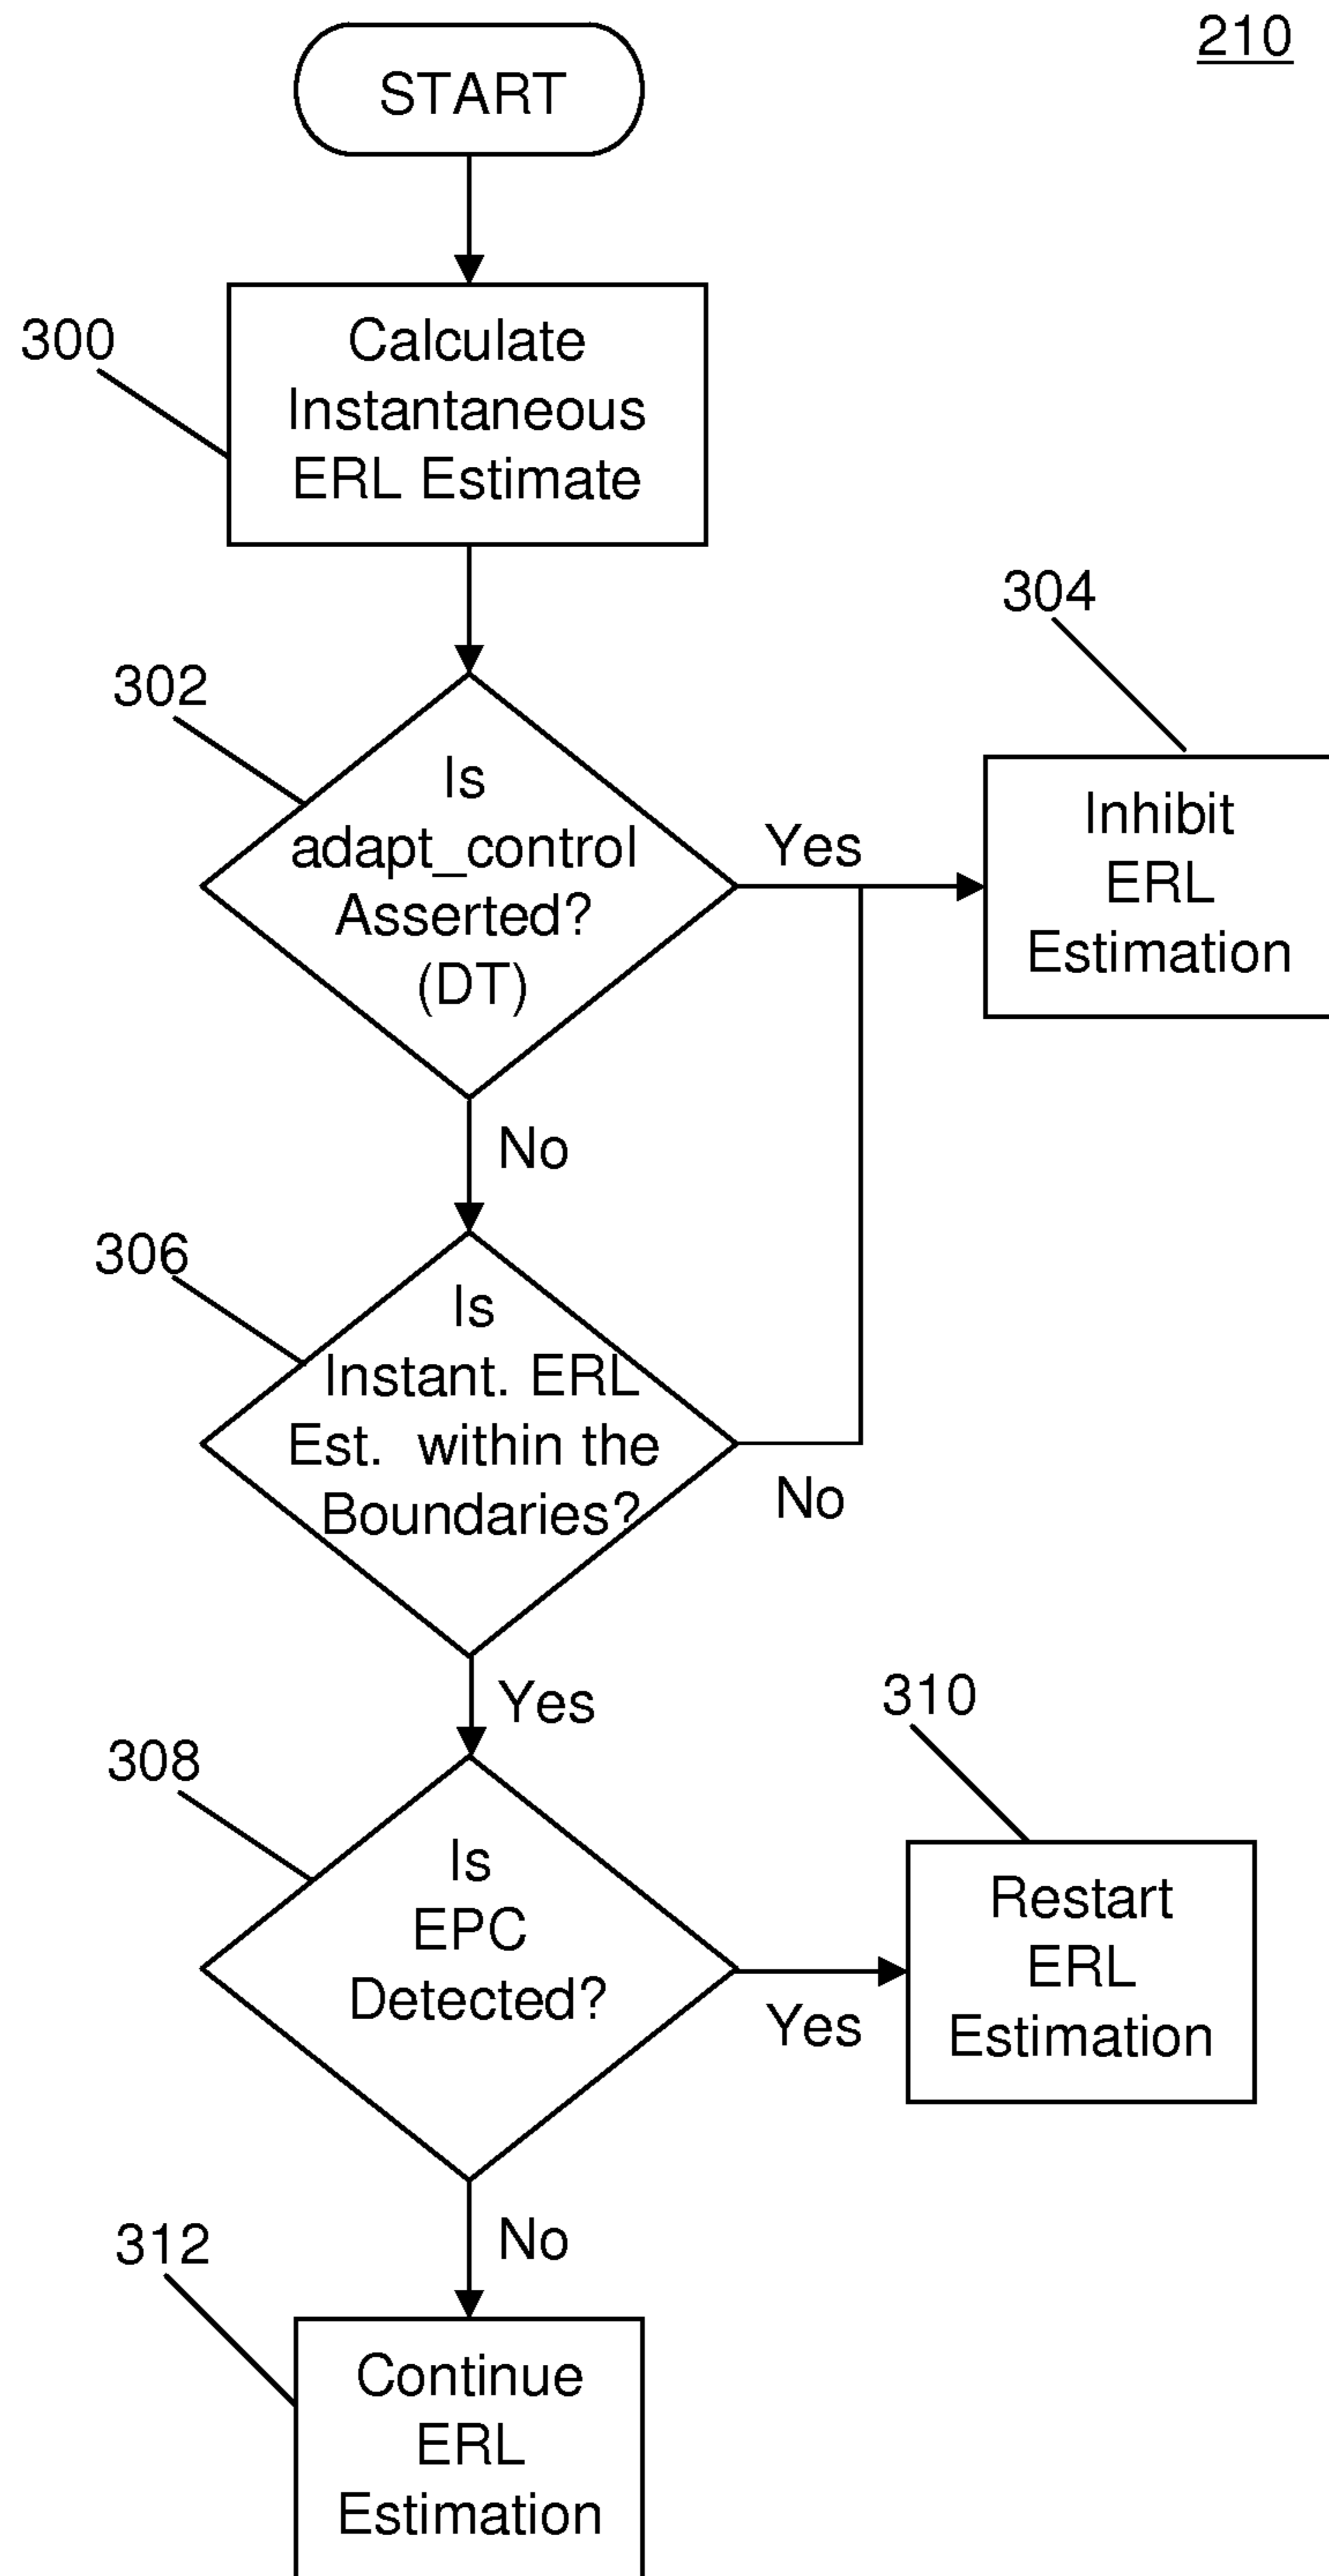 210
START
300
Calculate
Instantaneous
ERL Estimate
302
Is
adapt_control
Asserted?
(DT)
Yes
304
Inhibit
ERL
Estimation
No
306
Is
Instant. ERL
Est. within the
Boundaries?
No
Yes
308
Is
EPC
Detected?
Yes
310
Restart
ERL
Estimation
No
312
Continue
ERL
Estimation